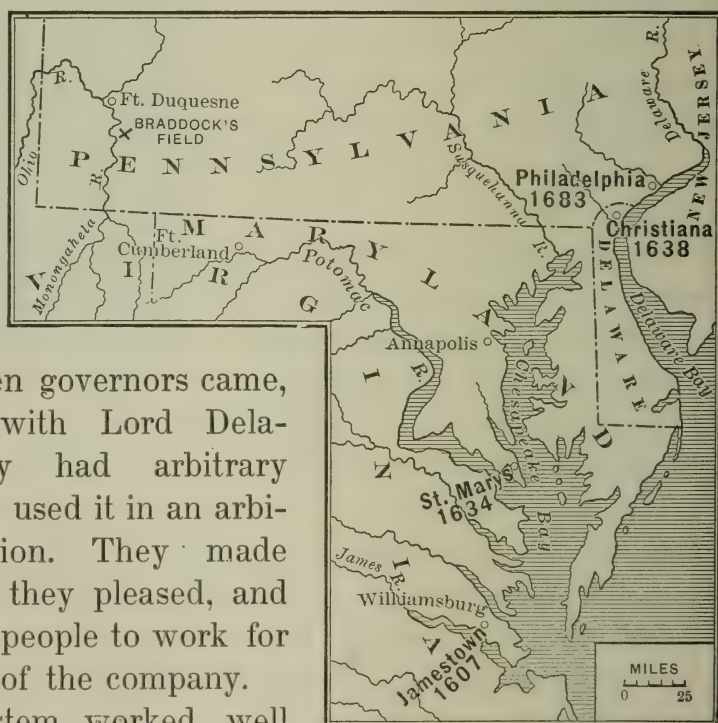 R.
Ft. Duquesne
BRADDOCK'S
FIELD
Ohio
R.
PENNSYLVANIA
Susquehanna
R.
Delaware
R.
NEW JERSEY
Philadelphia
1683
Christiana
1638
Monongahela
MARYLAND
Ft.
Cumberland
VIRGINIA
Potomac
R.
DELAWARE
Delaware Bay
Annapolis
Chesapeake
Bay
St. Marys
1634
James
R.
Williamsburg
Jamestown
1607
MILES
0 25
en governors came,
with Lord Dela-
y had arbitrary
used it in an arbi-
ion. They made
they pleased, and
people to work for
of the company.
stem worked well